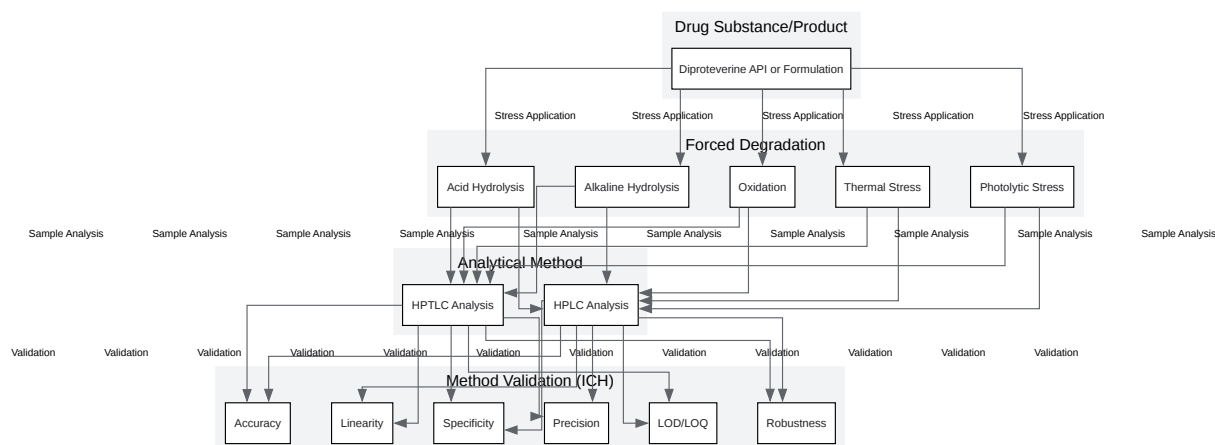 Drug Substance/Product
Diproteverine API or Formulation
Stress Application Stress Application Stress Application Stress Application Stress Application
Forced Degradation
Acid Hydrolysis Alkaline Hydrolysis Oxidation Thermal Stress Photolytic Stress
Sample Analysis Sample Analysis Sample Analysis Sample Analysis Sample Analysis Sample Analysis Sample Analysis Sample Analysis Sample Analysis Sample Analysis
Analytical Method
HPTLC Analysis HPLC Analysis
Validation Validation Validation Validation Validation Validation Validation Validation Validation Validation Validation Validation
Method Validation (ICH)
Accuracy Linearity Specificity Precision LOD/LOQ Robustness